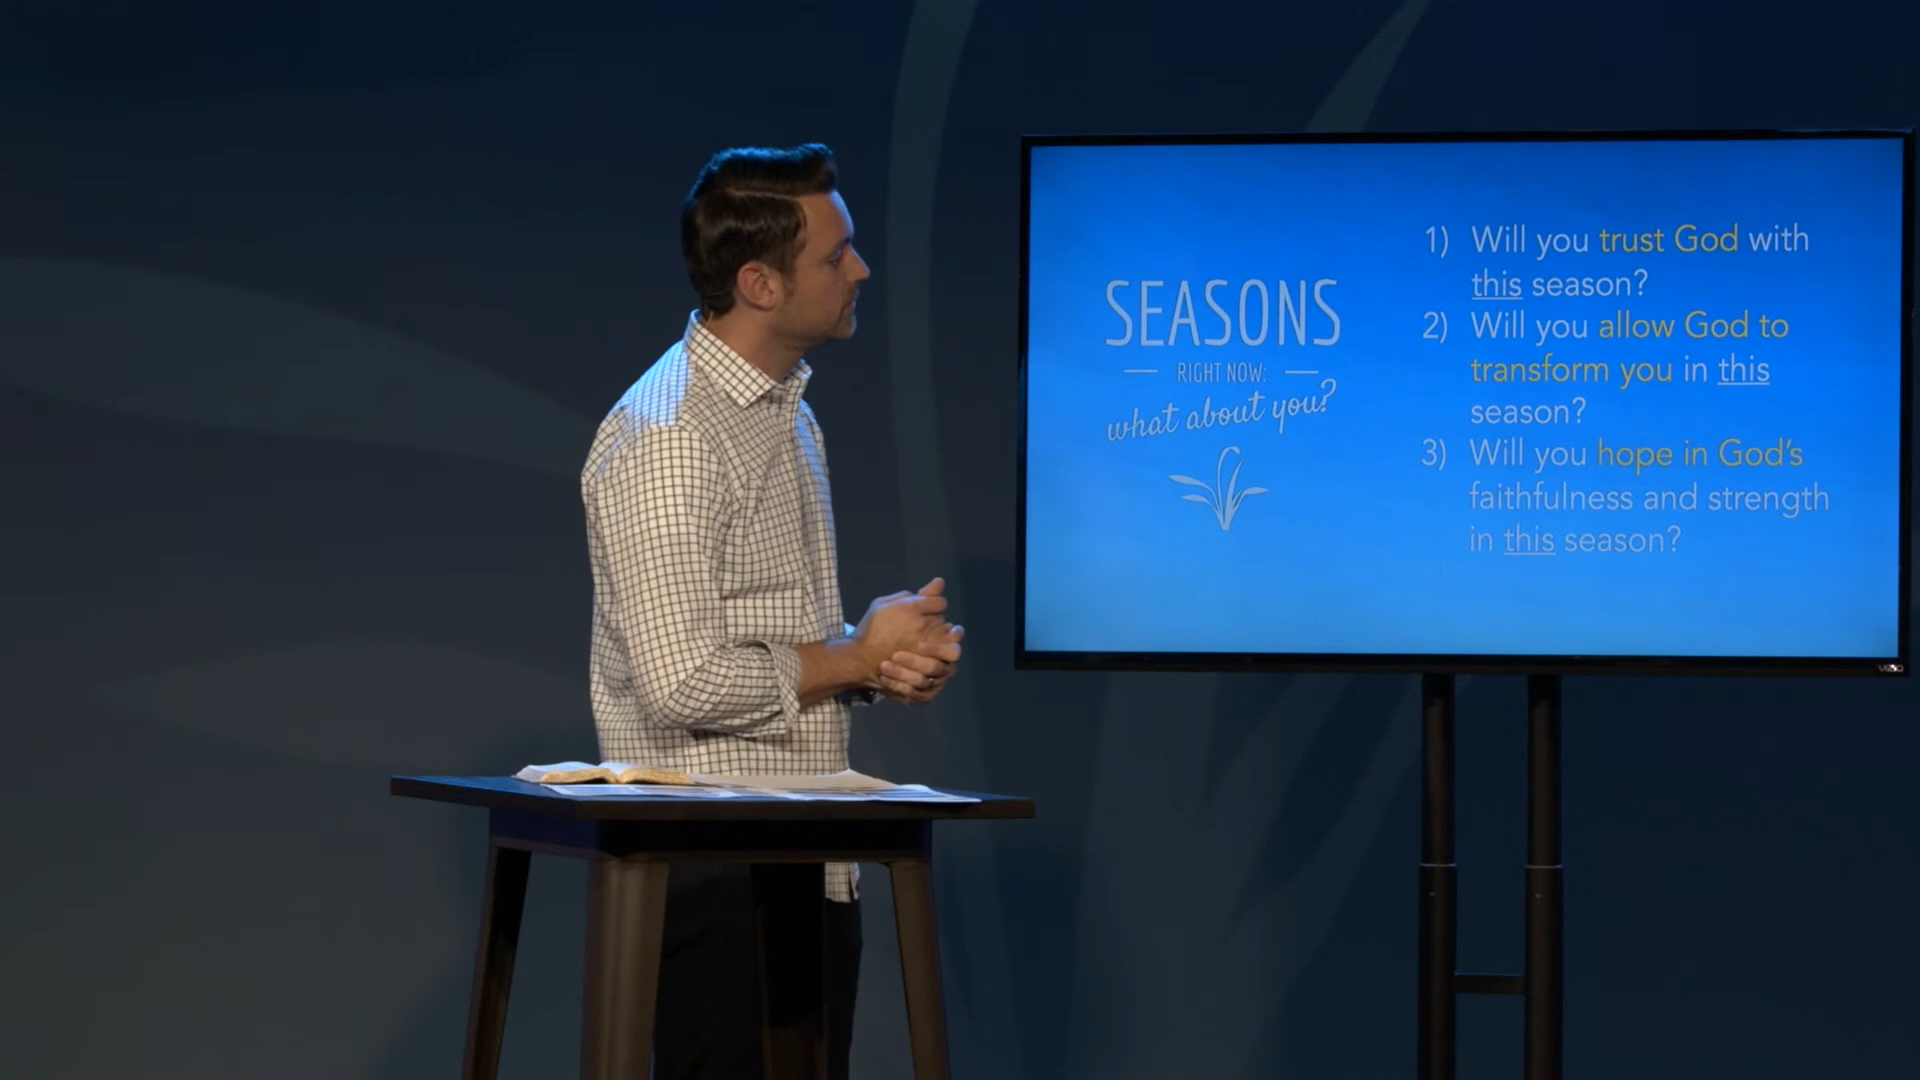 SEASONS
RIGHT NOW:
what about you?
1) Will you trust God with
this season?
2) Will you allow God to
transform you in this
season?
3) Will you hope in God's
faithfulness and strength
in this season?
VIZIO